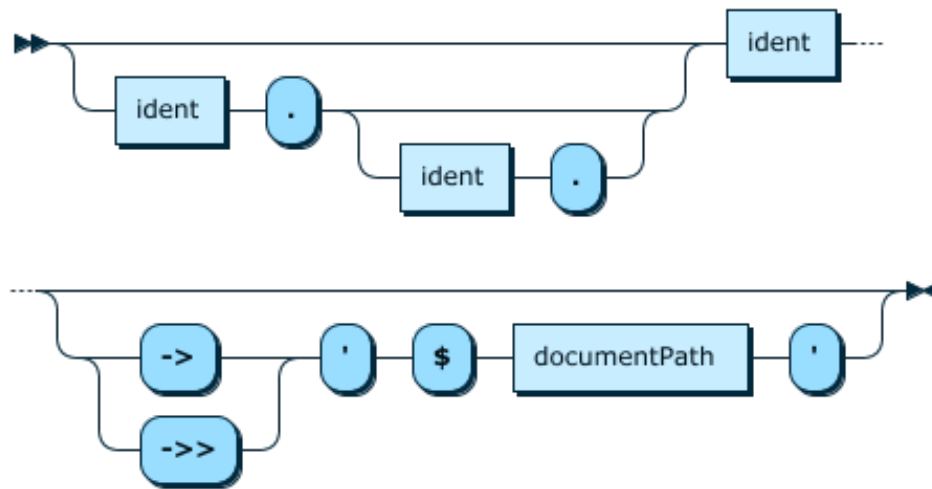 ident
ident .
ident .
-> ' $ documentPath '
->>